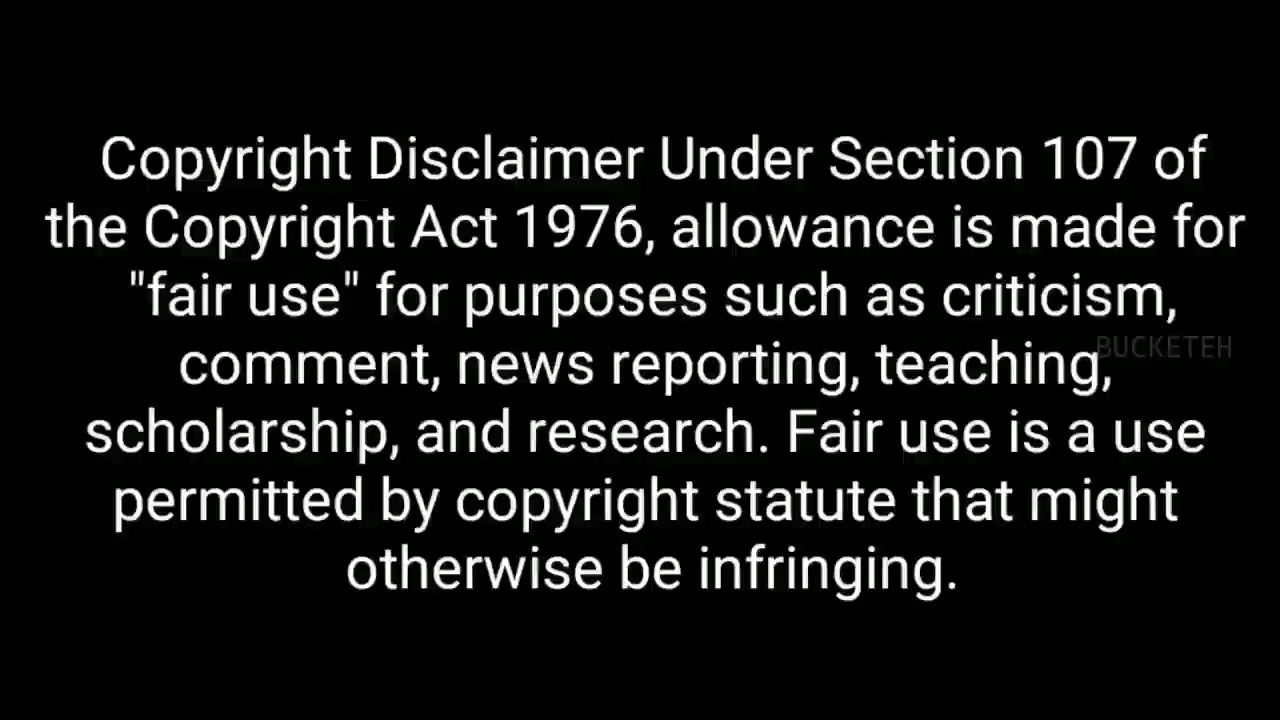 Copyright Disclaimer Under Section 107 of
the Copyright Act 1976, allowance is made for
"fair use" for purposes such as criticism,
comment, news reporting, teaching,
BUCKETEH
scholarship, and research. Fair use is a use
permitted by copyright statute that might
otherwise be infringing.